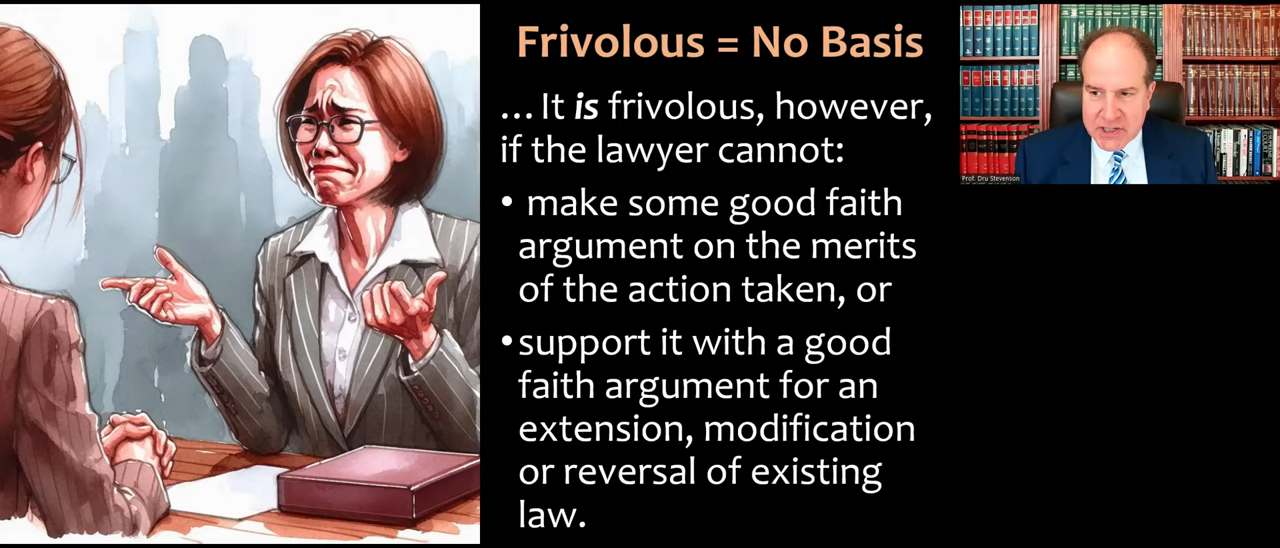 Frivolous = No Basis
...It is frivolous, however,
if the lawyer cannot:
• make some good faith
argument on the merits
of the action taken, or
•support it with a good
faith argument for an
extension, modification
or reversal of existing
law.
Prof. Dru Stevenson